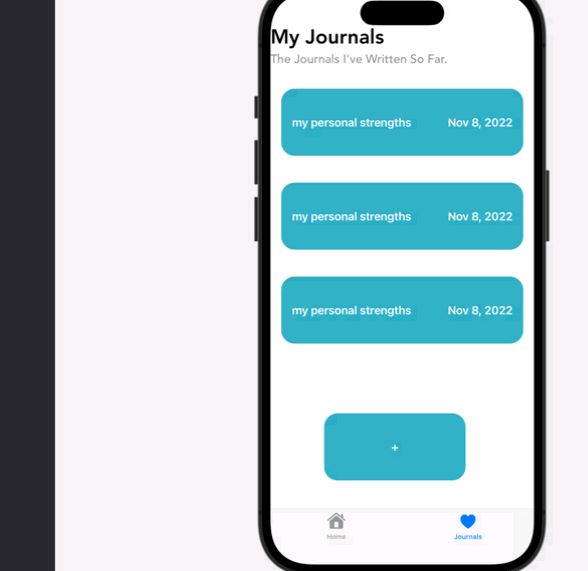 My Journals
The Journals I've Written So Far.
my personal strengths Nov 8, 2022
my personal strengths Nov 8, 2022
my personal strengths Nov 8, 2022
+
Home Journals